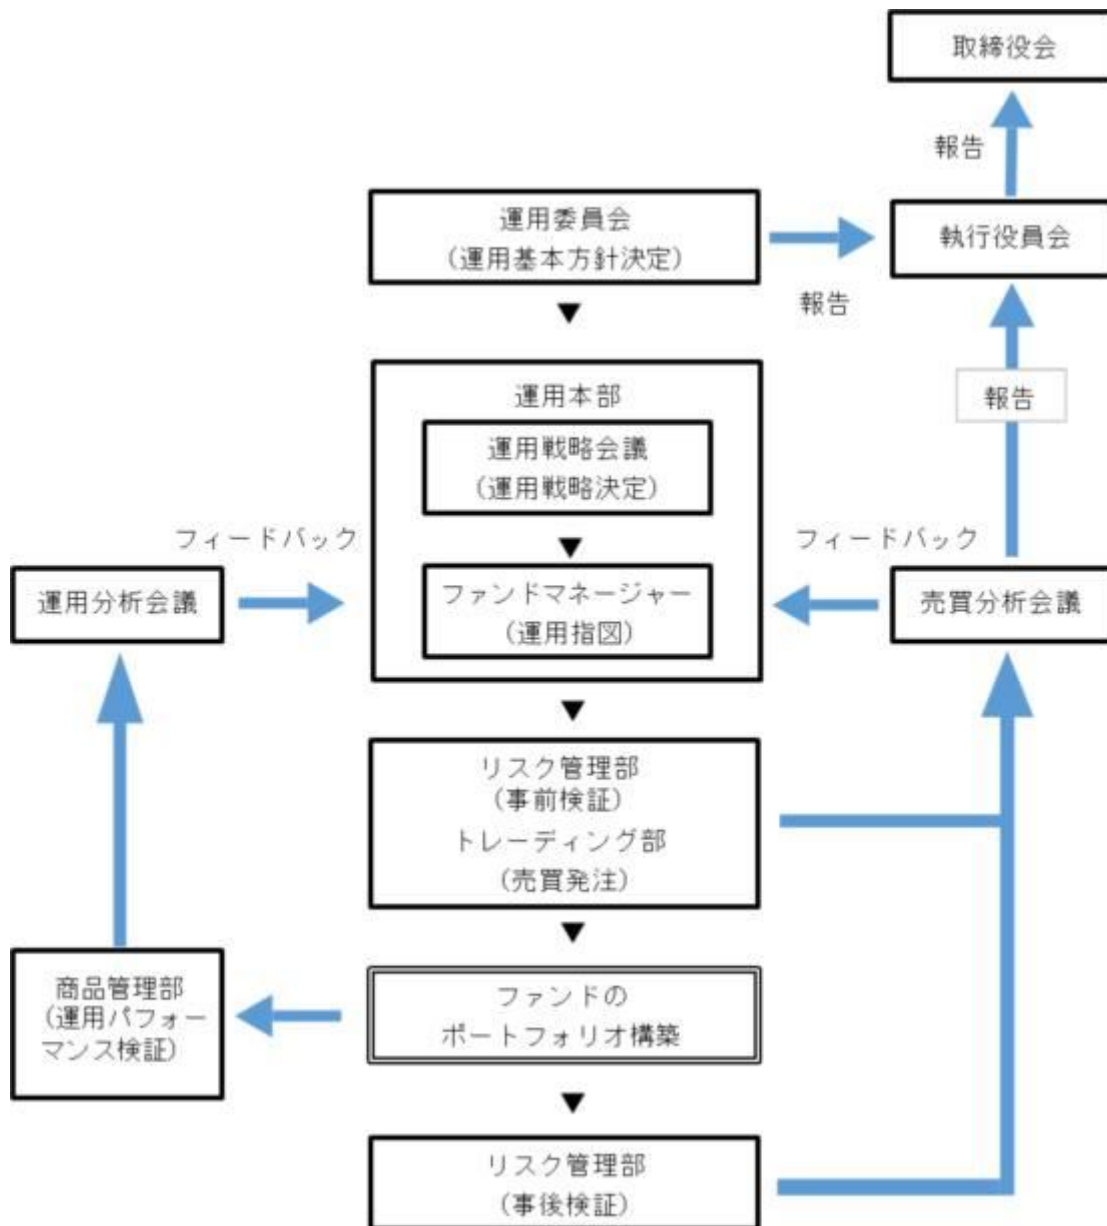 取締役会
報告
運用委員会
(運用基本方針決定)
執行役員会
報告
運用本部
報告
運用戦略会議
(運用戦略決定)
フィードバック
フィードバック
運用分析会議
ファンドマネージャー
(運用指図)
売買分析会議
リスク管理部
(事前検証)
トレーディング部
(売買発注)
商品管理部
(運用パフォー
マンス検証)
ファンドの
ポートフォリオ構築
リスク管理部
(事後検証)